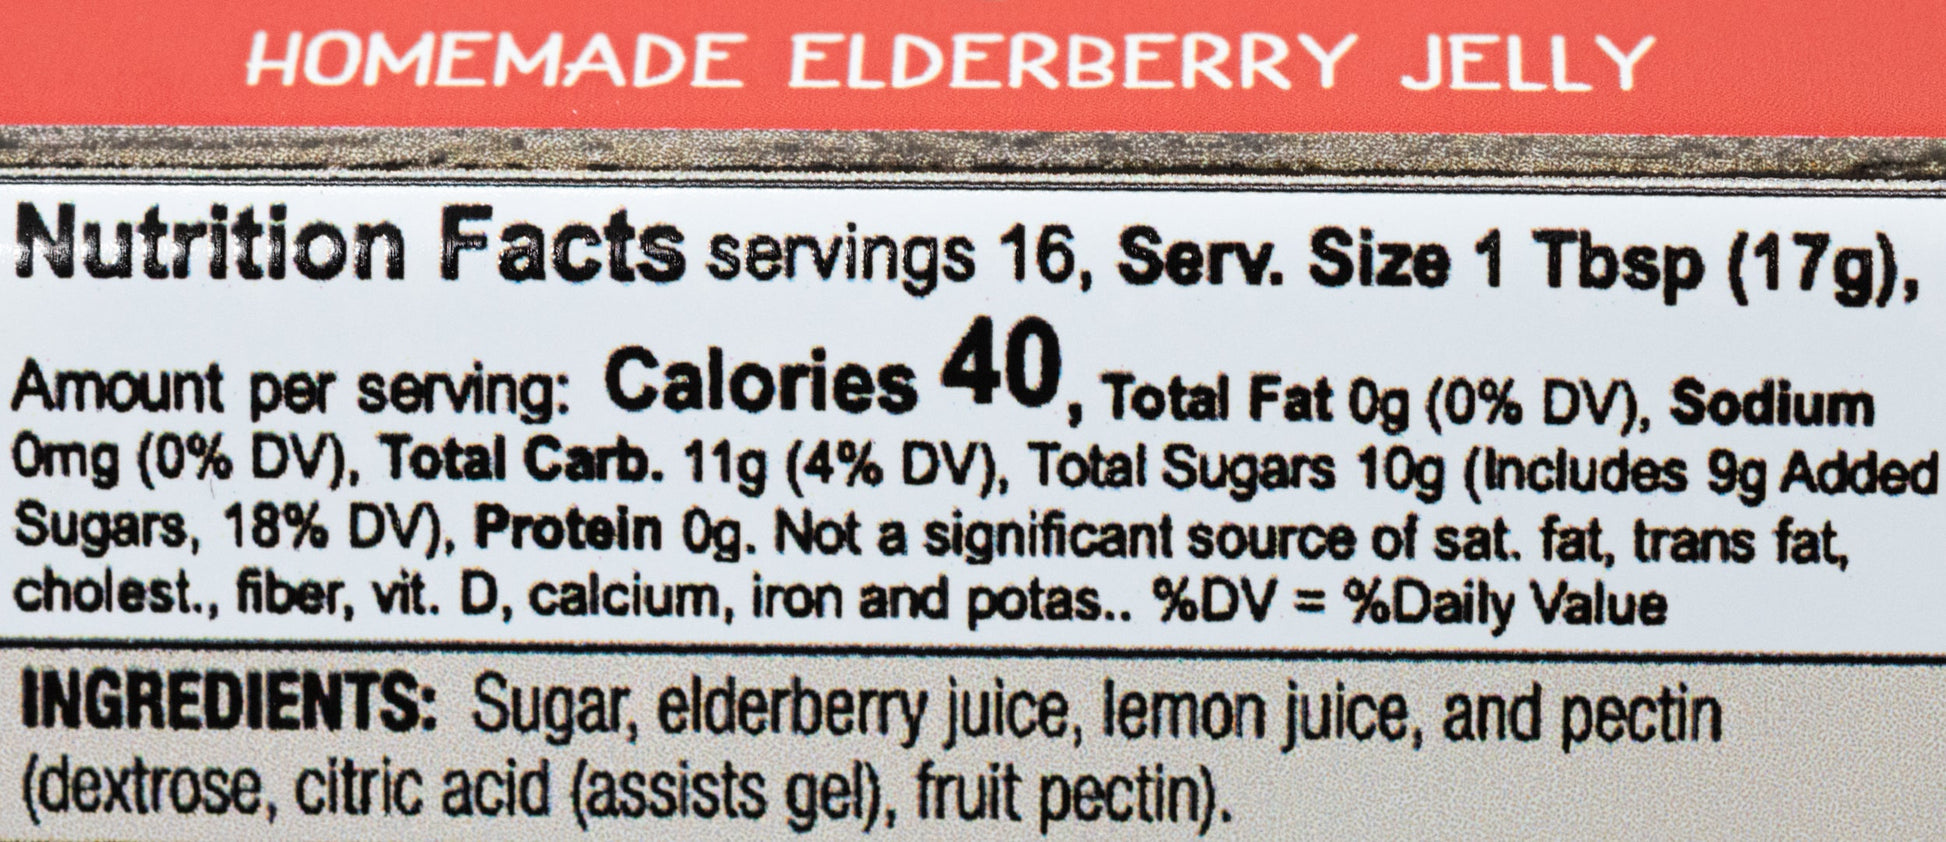 HOMEMADE ELDERBERRY JELLY
Nutrition Facts servings 16, Serv. Size 1 Tbsp (17g),
Amount per serving: Calories 40, Total Fat 0g (0% DV), Sodium
0mg (0% DV), Total Carb. 11g (4% DV), Total Sugars 10g (Includes 9g Added
Sugars, 18% DV), Protein 0g. Not a significant source of sat. fat, trans fat,
cholest., fiber, vit. D, calcium, iron and potas.. %DV = %Daily Value
INGREDIENTS: Sugar, elderberry juice, lemon juice, and pectin
(dextrose, citric acid (assists gel), fruit pectin).